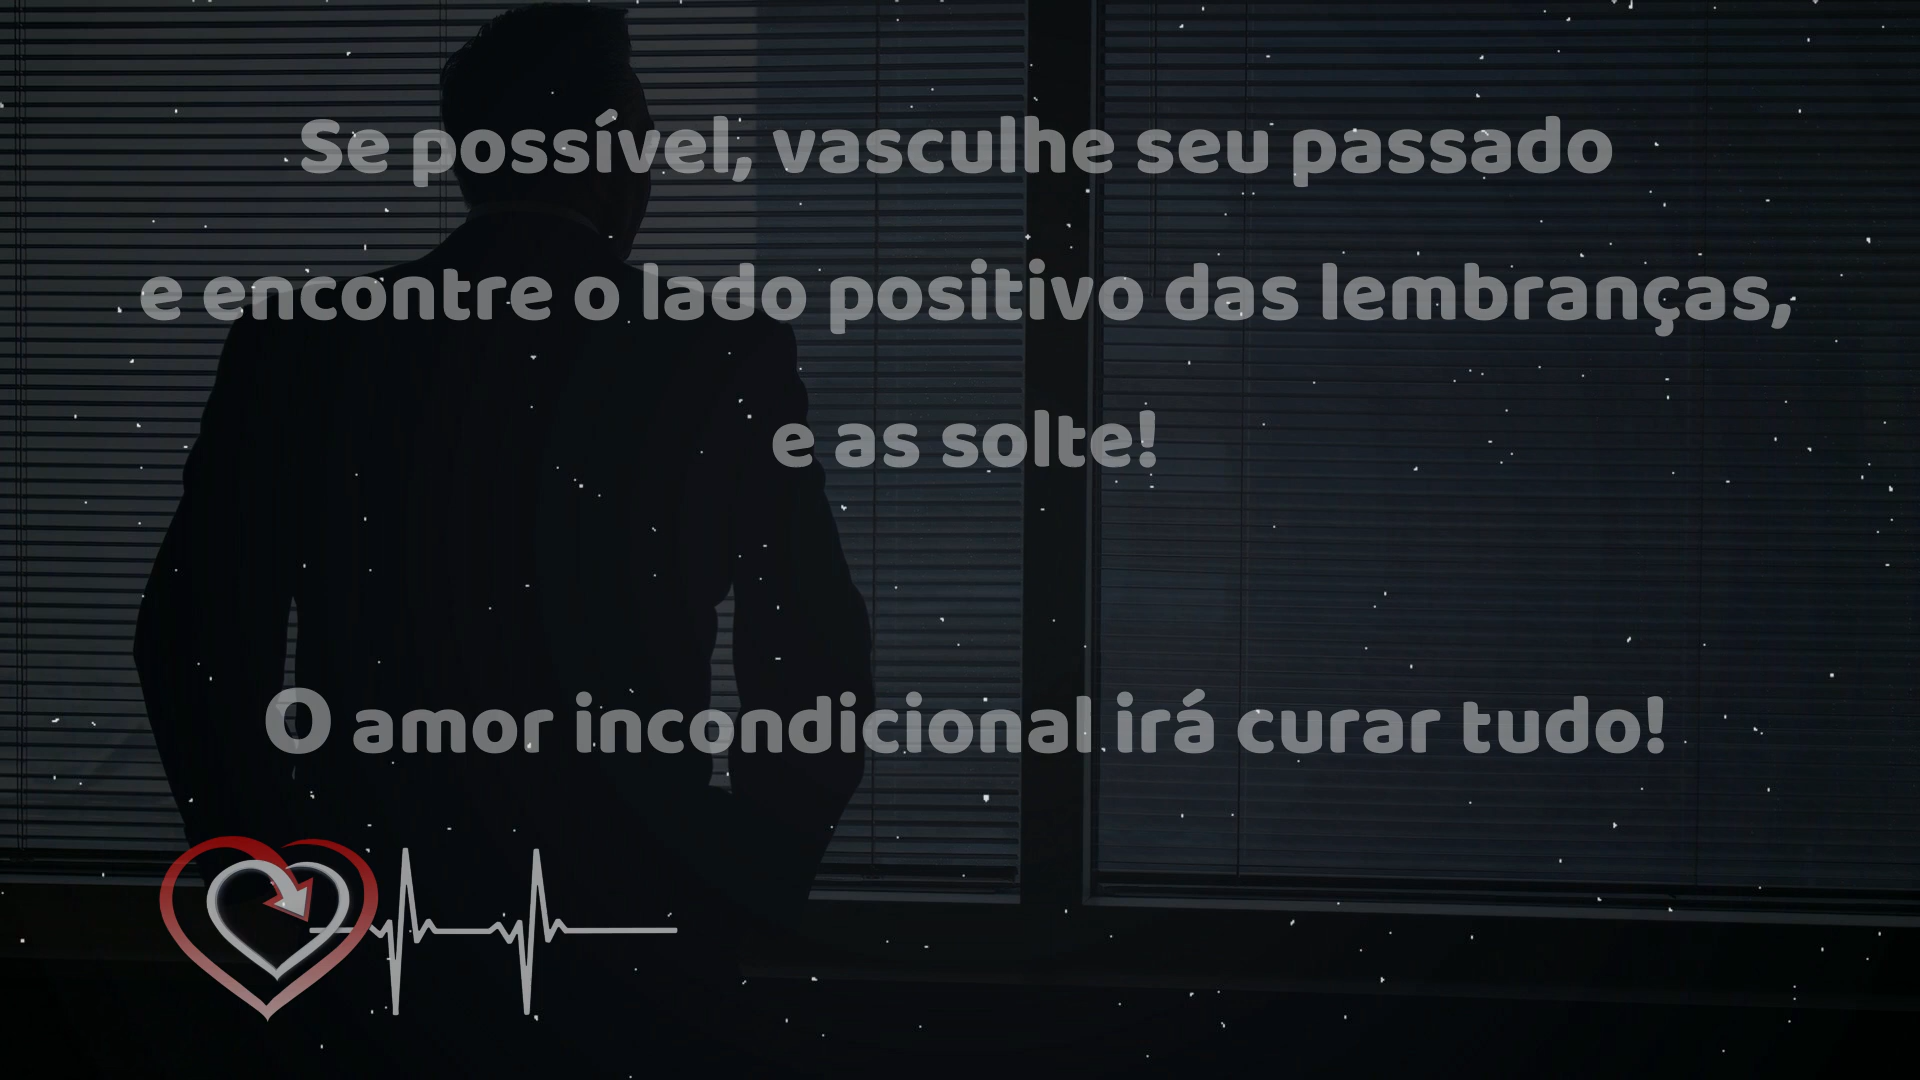 Se possível, vasculhe seu passado
e encontre o lado positivo das lembranças,
e as solte!
O amor incondicional irá curar tudo!